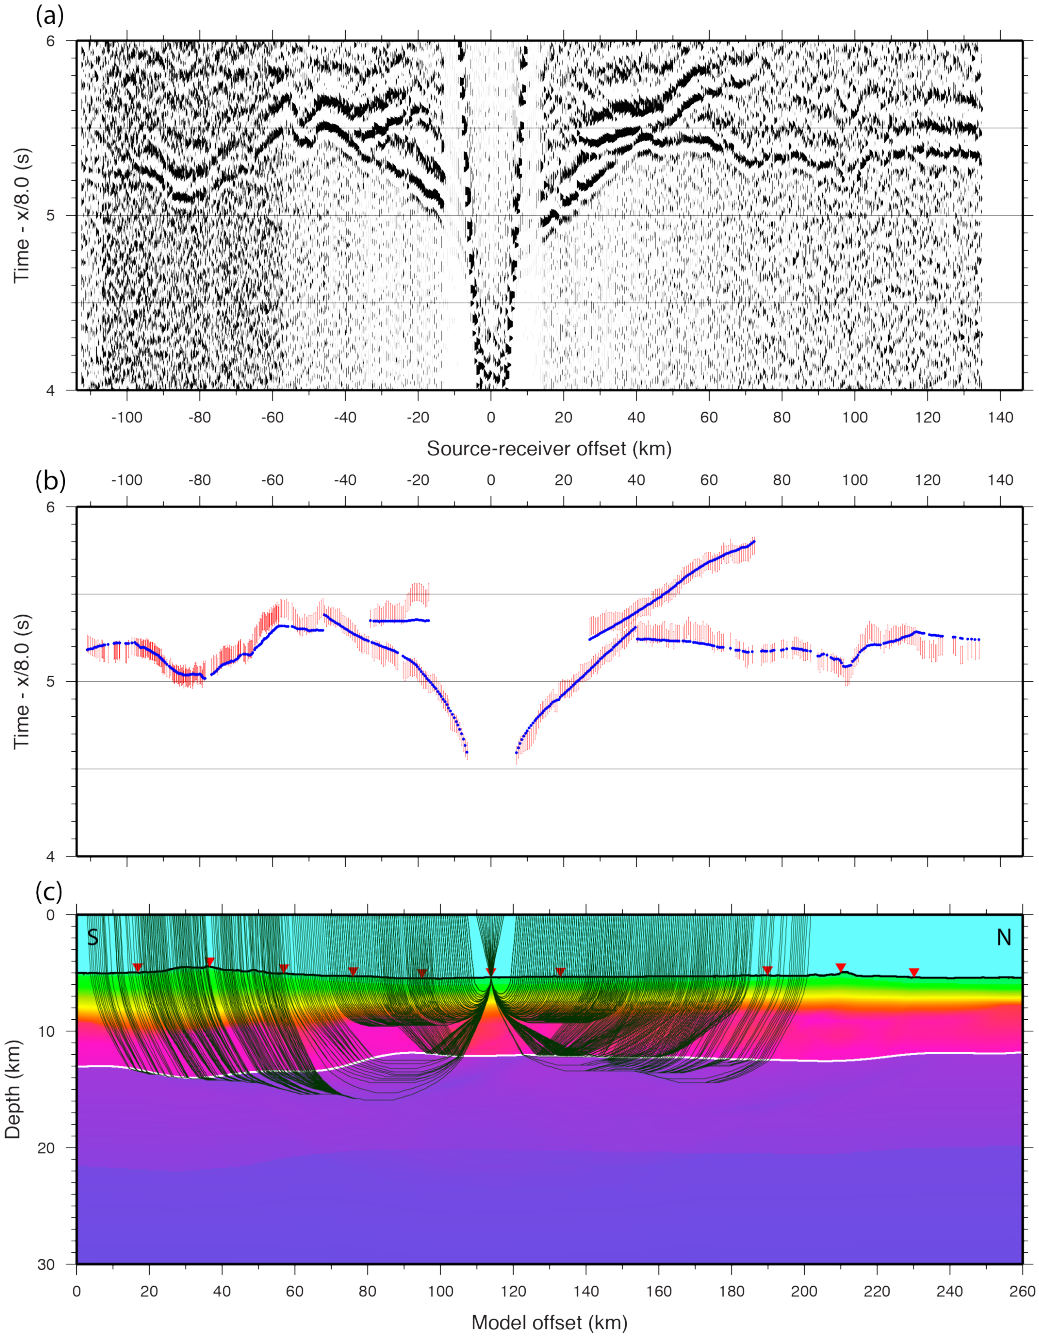 (a)
6
5
4
Time - x/8.0 (s)
-100 -80 -60 -40 -20 0 20 40 60 80 100 120 140
Source-receiver offset (km)
(b)
-100 -80 -60 -40 -20 0 20 40 60 80 100 120 140
6
5
4
Time - x/8.0 (s)
(c)
S N
0
10
20
30
Depth (km)
0 20 40 60 80 100 120 140 160 180 200 220 240 260
Model offset (km)